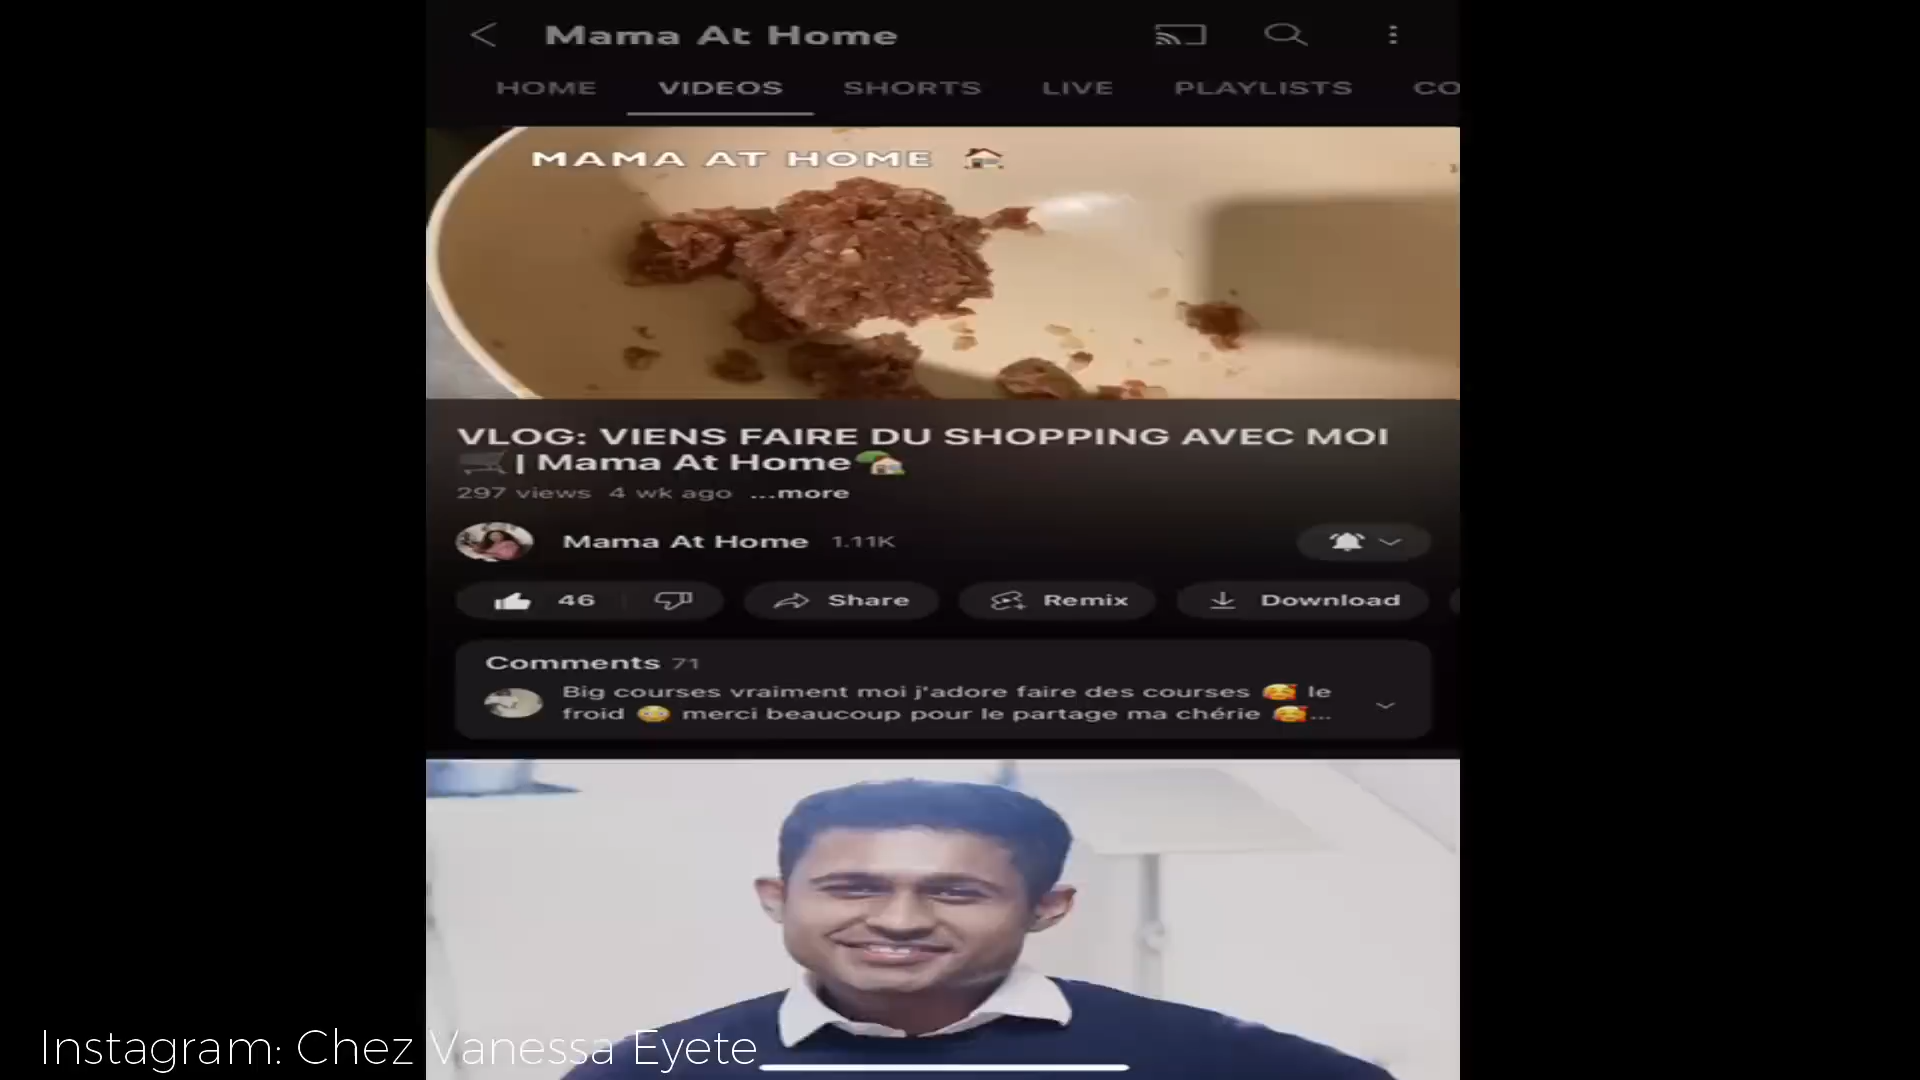 Mama At Home
HOME VIDEOS SHORTS LIVE PLAYLISTS CO
MAMA AT HOME 🏠
VLOG: VIENS FAIRE DU SHOPPING AVEC MOI
🛒 | Mama At Home🏡
297 views 4 wk ago ...more
Mama At Home 1.11K
46 Share Remix Download
Comments 71
Big courses vraiment moi j'adore faire des courses 🥰 le
froid 😳 merci beaucoup pour le partage ma chérie 🥰...
Instagram: Chez Vanessa Eyete